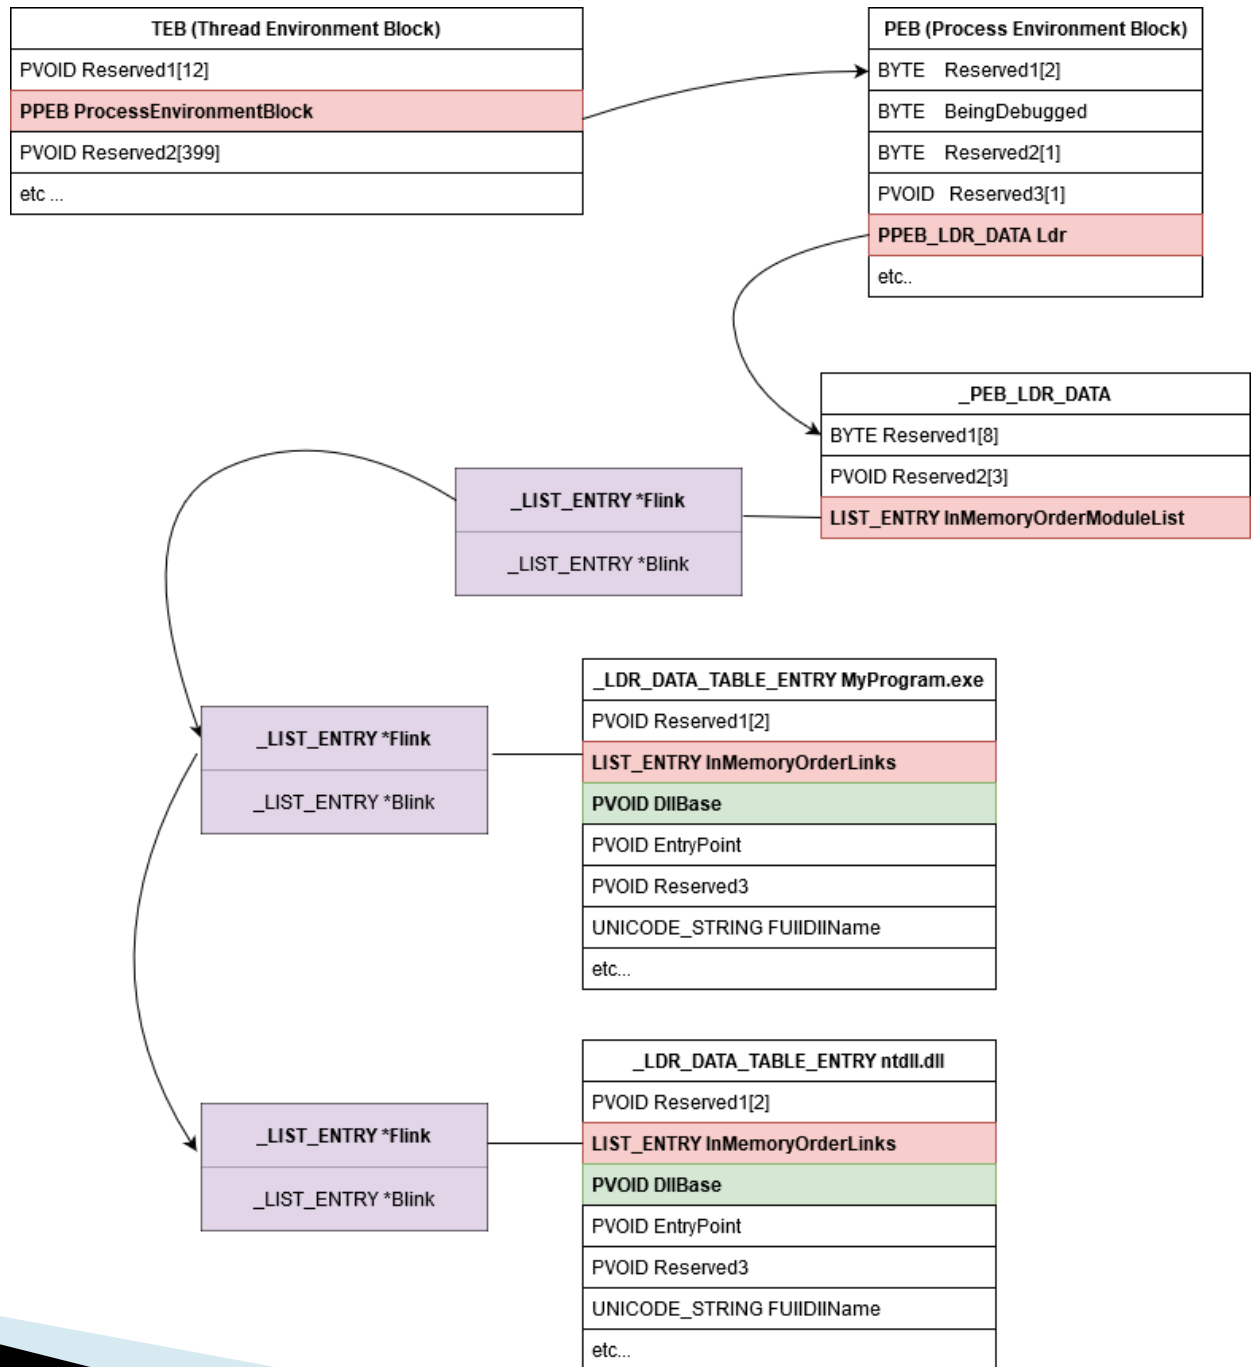 TEB (Thread Environment Block)
PVOID Reserved1[12]
PPEB ProcessEnvironmentBlock
PVOID Reserved2[399]
etc ...
PEB (Process Environment Block)
BYTE Reserved1[2]
BYTE BeingDebugged
BYTE Reserved2[1]
PVOID Reserved3[1]
PPEB_LDR_DATA Ldr
etc..
_PEB_LDR_DATA
BYTE Reserved1[8]
PVOID Reserved2[3]
LIST_ENTRY InMemoryOrderModuleList
_LIST_ENTRY *Flink
_LIST_ENTRY *Blink
_LDR_DATA_TABLE_ENTRY MyProgram.exe
PVOID Reserved1[2]
LIST_ENTRY InMemoryOrderLinks
PVOID DllBase
PVOID EntryPoint
PVOID Reserved3
UNICODE_STRING FUllDllName
etc...
_LIST_ENTRY *Flink
_LIST_ENTRY *Blink
_LDR_DATA_TABLE_ENTRY ntdll.dll
PVOID Reserved1[2]
LIST_ENTRY InMemoryOrderLinks
PVOID DllBase
PVOID EntryPoint
PVOID Reserved3
UNICODE_STRING FUllDllName
etc...
_LIST_ENTRY *Flink
_LIST_ENTRY *Blink